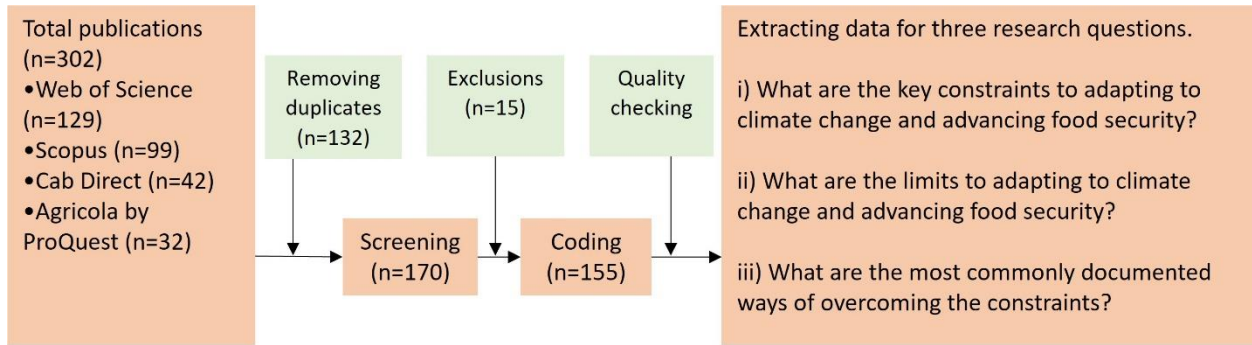 Total publications
(n=302)
•Web of Science
(n=129)
•Scopus (n=99)
•Cab Direct (n=42)
•Agricola by
ProQuest (n=32)
Removing
duplicates
(n=132)
Exclusions
(n=15)
Quality
checking
Screening
(n=170)
Coding
(n=155)
Extracting data for three research questions.
i) What are the key constraints to adapting to
climate change and advancing food security?
ii) What are the limits to adapting to climate
change and advancing food security?
iii) What are the most commonly documented
ways of overcoming the constraints?